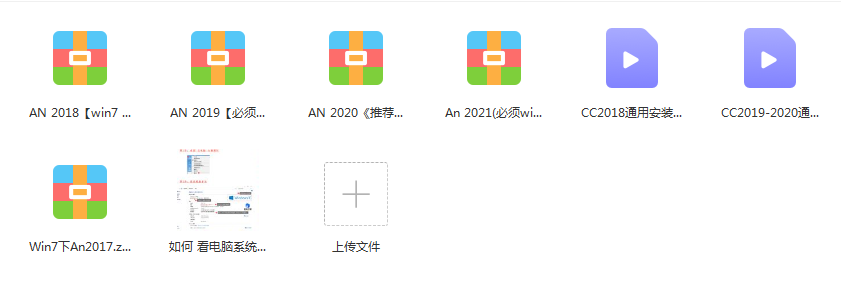 AN 2018【win7 ...
AN 2019【必须...
AN 2020《推荐...
An 2021(必须wi...
CC2018通用安装...
CC2019-2020通...
Win7下An2017.z...
如何 看电脑系统...
上传文件